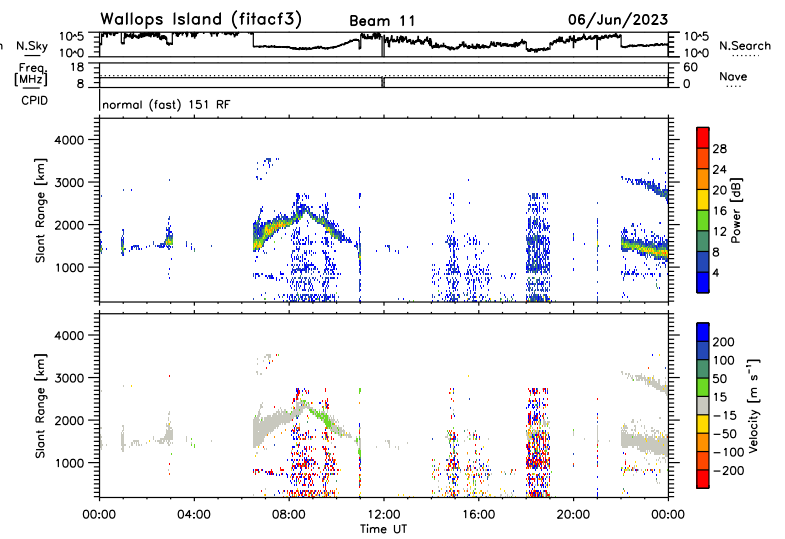 Wallops Island (fitacf3) Beam 11 06/Jun/2023
n N.Sky 10^5 10^0 10^5 10^0 N.Search
Freq. [MHz] 18 8 60 0 Nave
CPID normal (fast) 151 RF
Slant Range [km] 4000 3000 2000 1000
28 24 20 16 12 8 4 Power [dB]
Slant Range [km] 4000 3000 2000 1000
200 100 50 15 −15 −50 −100 −200 Velocity [m s⁻¹]
00:00 04:00 08:00 12:00 16:00 20:00 00:00
Time UT